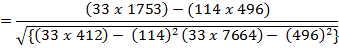 = (33 x 1753) − (114 x 496)
√{(33 x 412) − (114)² (33 x 7664) − (496)²}